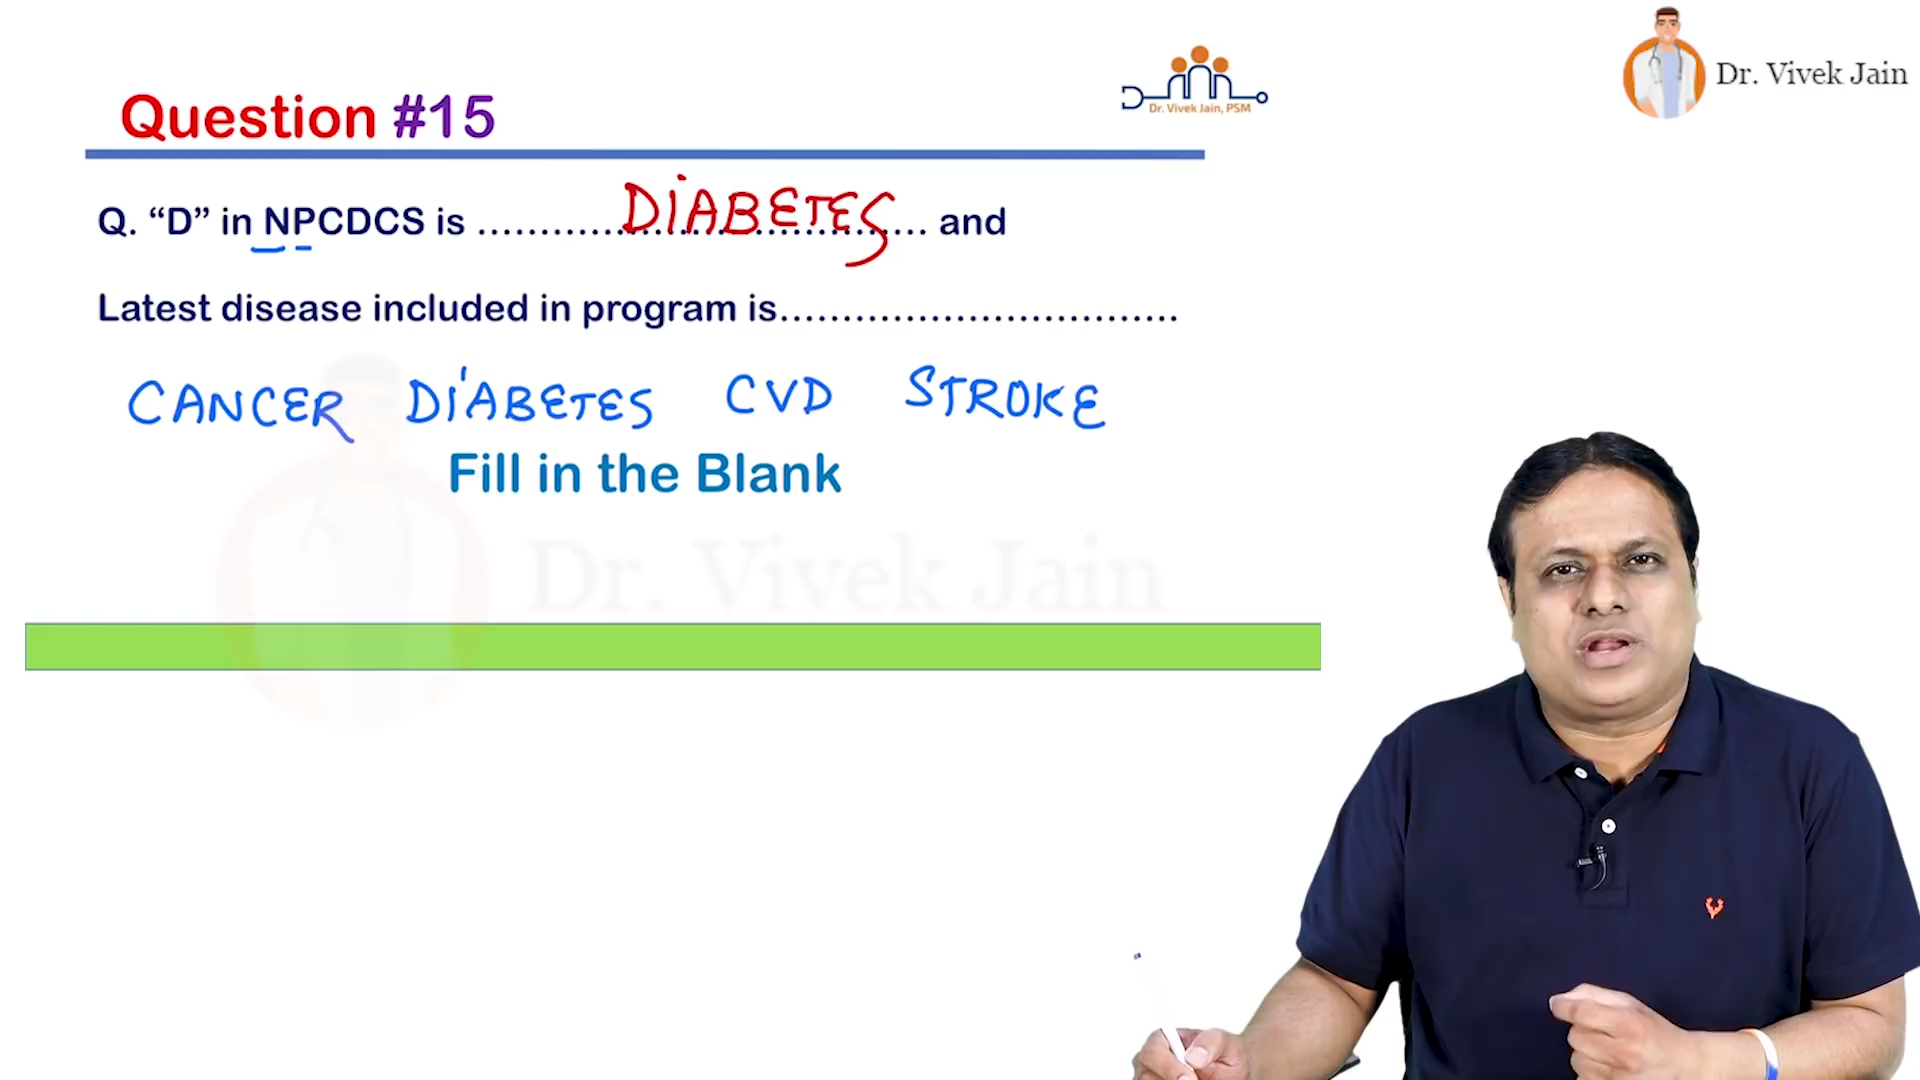 Dr. Vivek Jain
Dr. Vivek Jain, PSM
Question #15
Q. “D” in NPCDCS is ………………………………… and
DIABETES
Latest disease included in program is……………………………
CANCER DIABETES CVD STROKE
Fill in the Blank
Dr. Vivek Jain